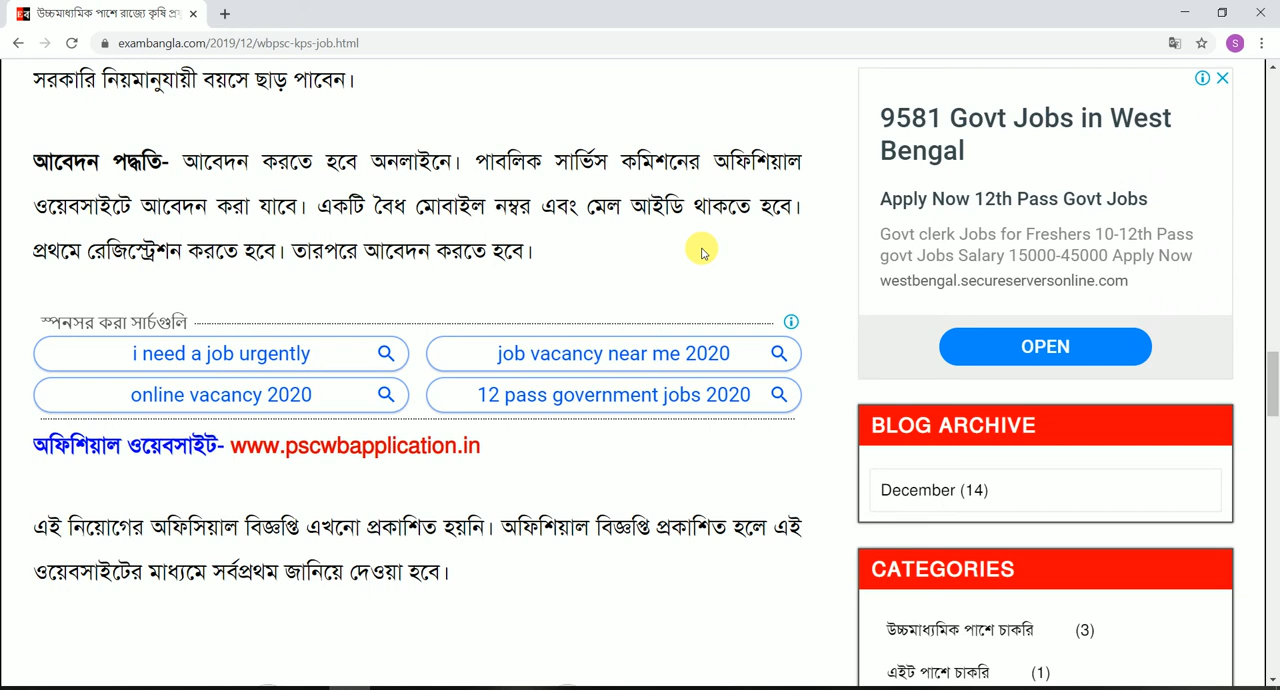 উচ্চমাধ্যমিক পাশে রাজ্যে কৃষি প্রয
exambangla.com/2019/12/wbpsc-kps-job.html
S
সরকারি নিয়মানুযায়ী বয়সে ছাড় পাবেন।
আবেদন পদ্ধতি- আবেদন করতে হবে অনলাইনে। পাবলিক সার্ভিস কমিশনের অফিশিয়াল
ওয়েবসাইটে আবেদন করা যাবে। একটি বৈধ মোবাইল নম্বর এবং মেল আইডি থাকতে হবে।
প্রথমে রেজিস্ট্রেশন করতে হবে। তারপরে আবেদন করতে হবে।
স্পনসর করা সার্চগুলি
i need a job urgently
job vacancy near me 2020
online vacancy 2020
12 pass government jobs 2020
অফিশিয়াল ওয়েবসাইট- www.pscwbapplication.in
এই নিয়োগের অফিসিয়াল বিজ্ঞপ্তি এখনো প্রকাশিত হয়নি। অফিশিয়াল বিজ্ঞপ্তি প্রকাশিত হলে এই
ওয়েবসাইটের মাধ্যমে সর্বপ্রথম জানিয়ে দেওয়া হবে।
9581 Govt Jobs in West
Bengal
Apply Now 12th Pass Govt Jobs
Govt clerk Jobs for Freshers 10-12th Pass
govt Jobs Salary 15000-45000 Apply Now
westbengal.secureserversonline.com
OPEN
BLOG ARCHIVE
December (14)
CATEGORIES
উচ্চমাধ্যমিক পাশে চাকরি (3)
এইট পাশে চাকরি (1)